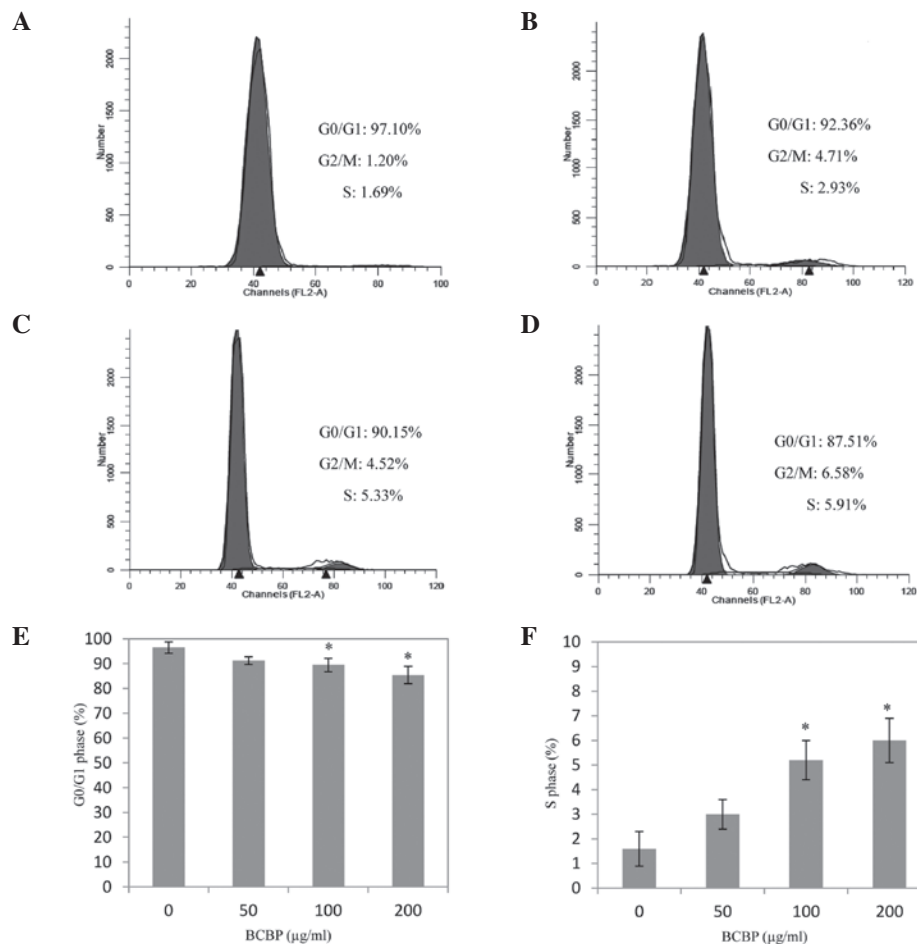 A
2000
1500
1000
500
0
Number
G0/G1: 97.10%
G2/M: 1.20%
S: 1.69%
0 20 40 60 80 100
Channels (FL2-A)
B
2000
1500
1000
500
0
Number
G0/G1: 92.36%
G2/M: 4.71%
S: 2.93%
0 20 40 60 80 100 120
Channels (FL2-A)
C
2000
1500
1000
500
0
Number
G0/G1: 90.15%
G2/M: 4.52%
S: 5.33%
0 20 40 60 80 100 120
Channels (FL2-A)
D
2000
1500
1000
500
0
Number
G0/G1: 87.51%
G2/M: 6.58%
S: 5.91%
0 20 40 60 80 100 120
Channels (FL2-A)
E
100
90
80
70
60
50
40
30
20
10
0
G0/G1 phase (%)
* *
0 50 100 200
BCBP (μg/ml)
F
10
9
8
7
6
5
4
3
2
1
0
S phase (%)
* *
0 50 100 200
BCBP (μg/ml)